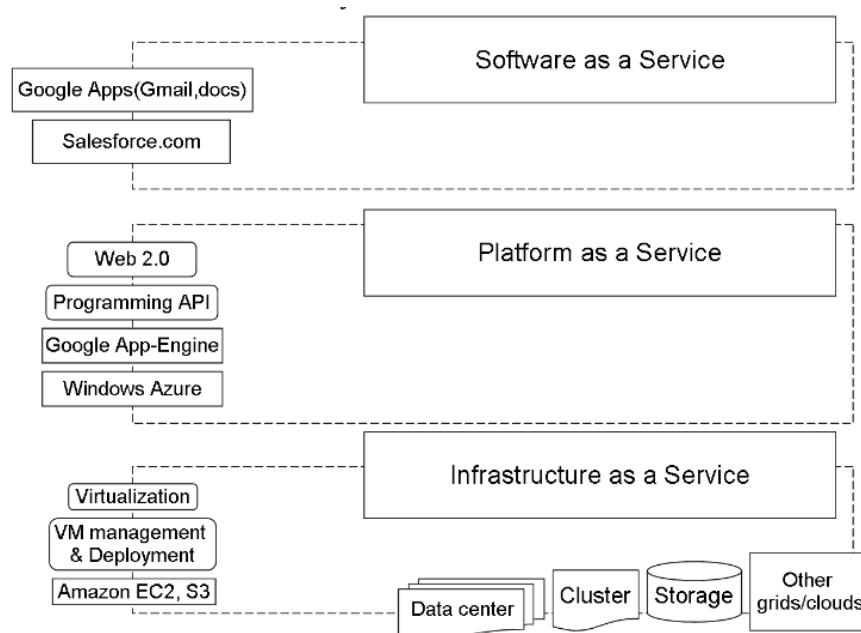 Software as a Service
Google Apps(Gmail,docs)
Salesforce.com
Platform as a Service
Web 2.0
Programming API
Google App-Engine
Windows Azure
Infrastructure as a Service
Virtualization
VM management
& Deployment
Amazon EC2, S3
Data center
Cluster
Storage
Other
grids/clouds